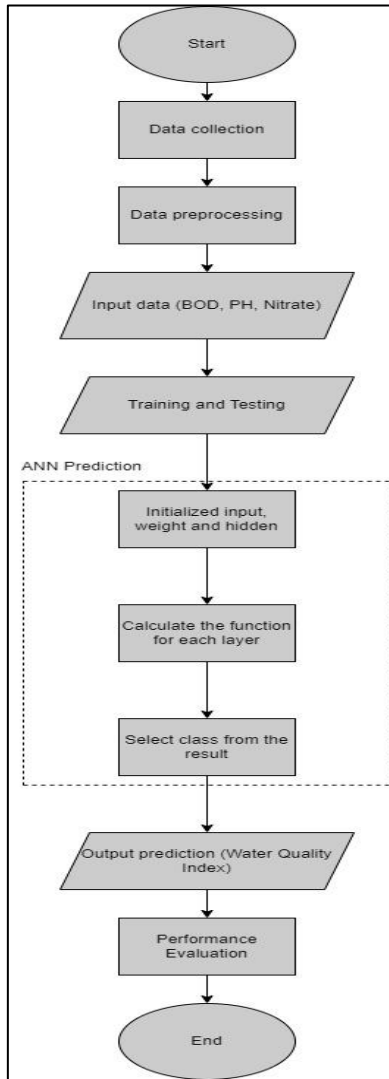 Start
Data collection
Data preprocessing
Input data (BOD, PH, Nitrate)
Training and Testing
ANN Prediction
Initialized input,
weight and hidden
Calculate the function
for each layer
Select class from the
result
Output prediction (Water Quality
Index)
Performance
Evaluation
End